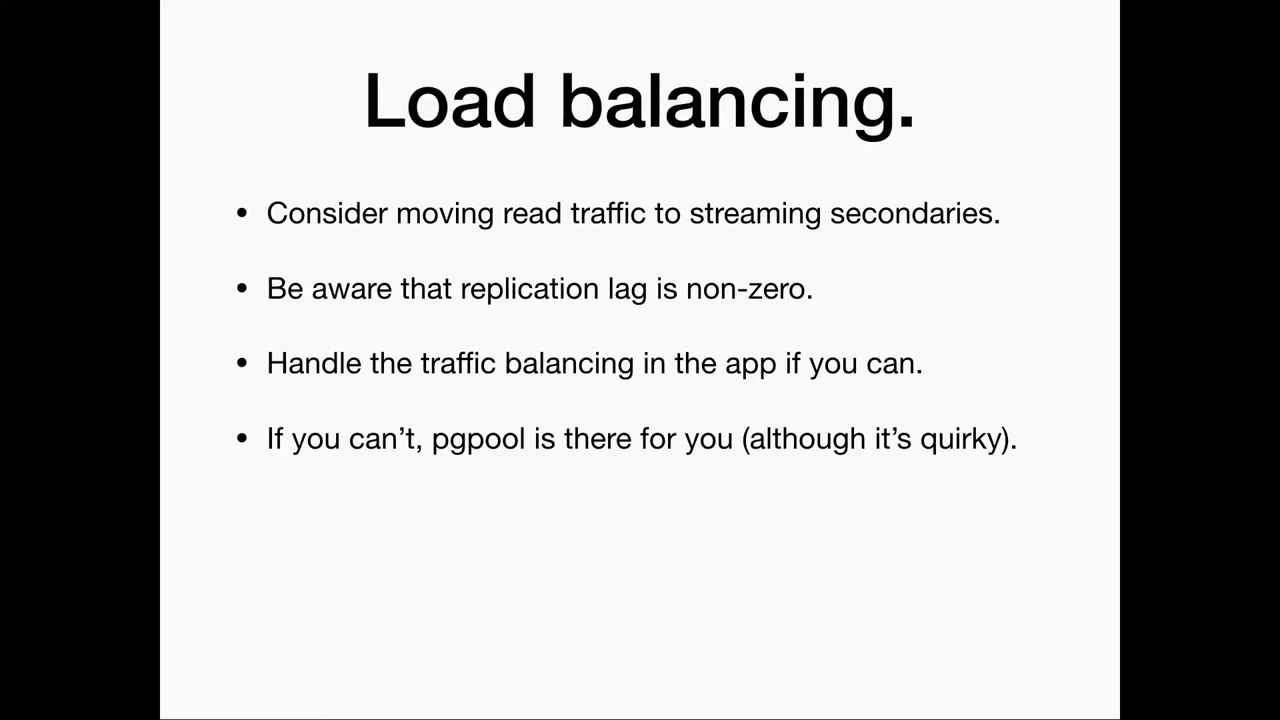 Load balancing.
• Consider moving read traffic to streaming secondaries.
• Be aware that replication lag is non-zero.
• Handle the traffic balancing in the app if you can.
• If you can’t, pgpool is there for you (although it’s quirky).